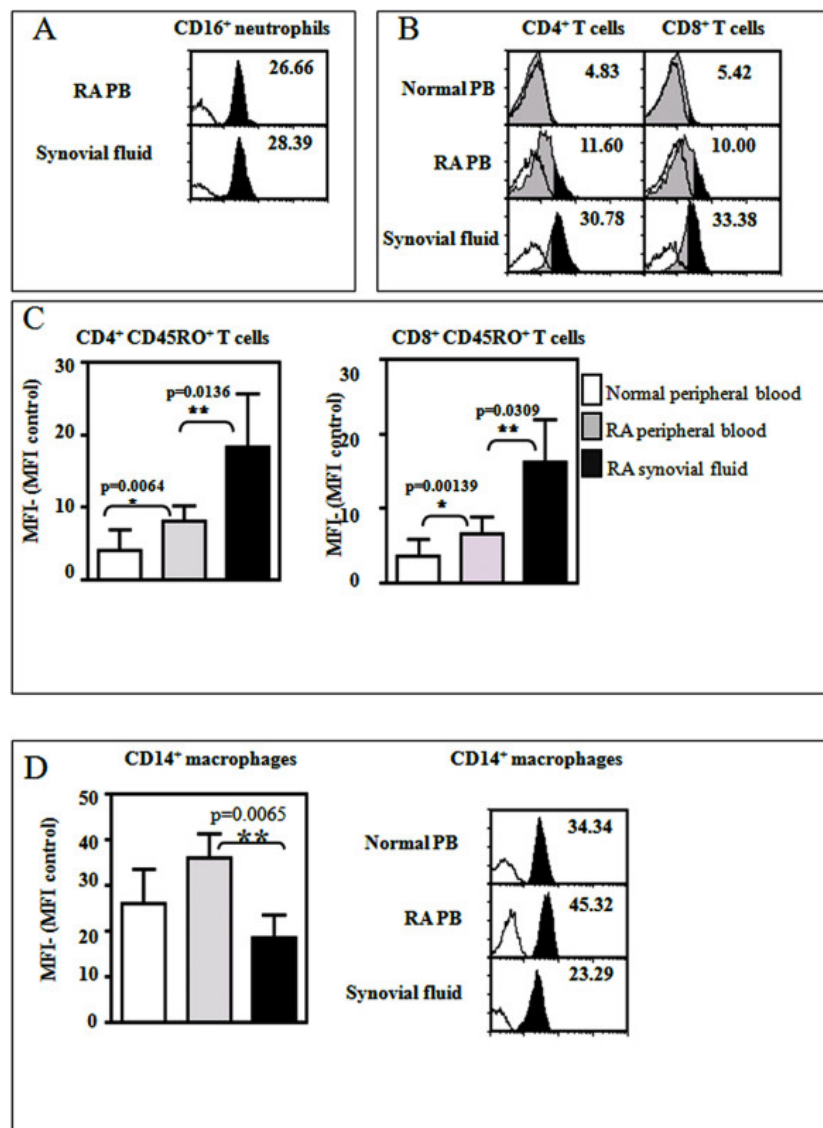 A
CD16⁺ neutrophils
RA PB
26.66
Synovial fluid
28.39
B
CD4⁺ T cells
CD8⁺ T cells
Normal PB
4.83
5.42
RA PB
11.60
10.00
Synovial fluid
30.78
33.38
C
CD4⁺ CD45RO⁺ T cells
MFI- (MFI control)
30
20
10
0
p=0.0064
*
p=0.0136
**
CD8⁺ CD45RO⁺ T cells
MFI- (MFI control)
30
20
10
0
p=0.00139
*
p=0.0309
**
Normal peripheral blood
RA peripheral blood
RA synovial fluid
D
CD14⁺ macrophages
MFI- (MFI control)
50
40
30
20
10
0
p=0.0065
**
CD14⁺ macrophages
Normal PB
34.34
RA PB
45.32
Synovial fluid
23.29